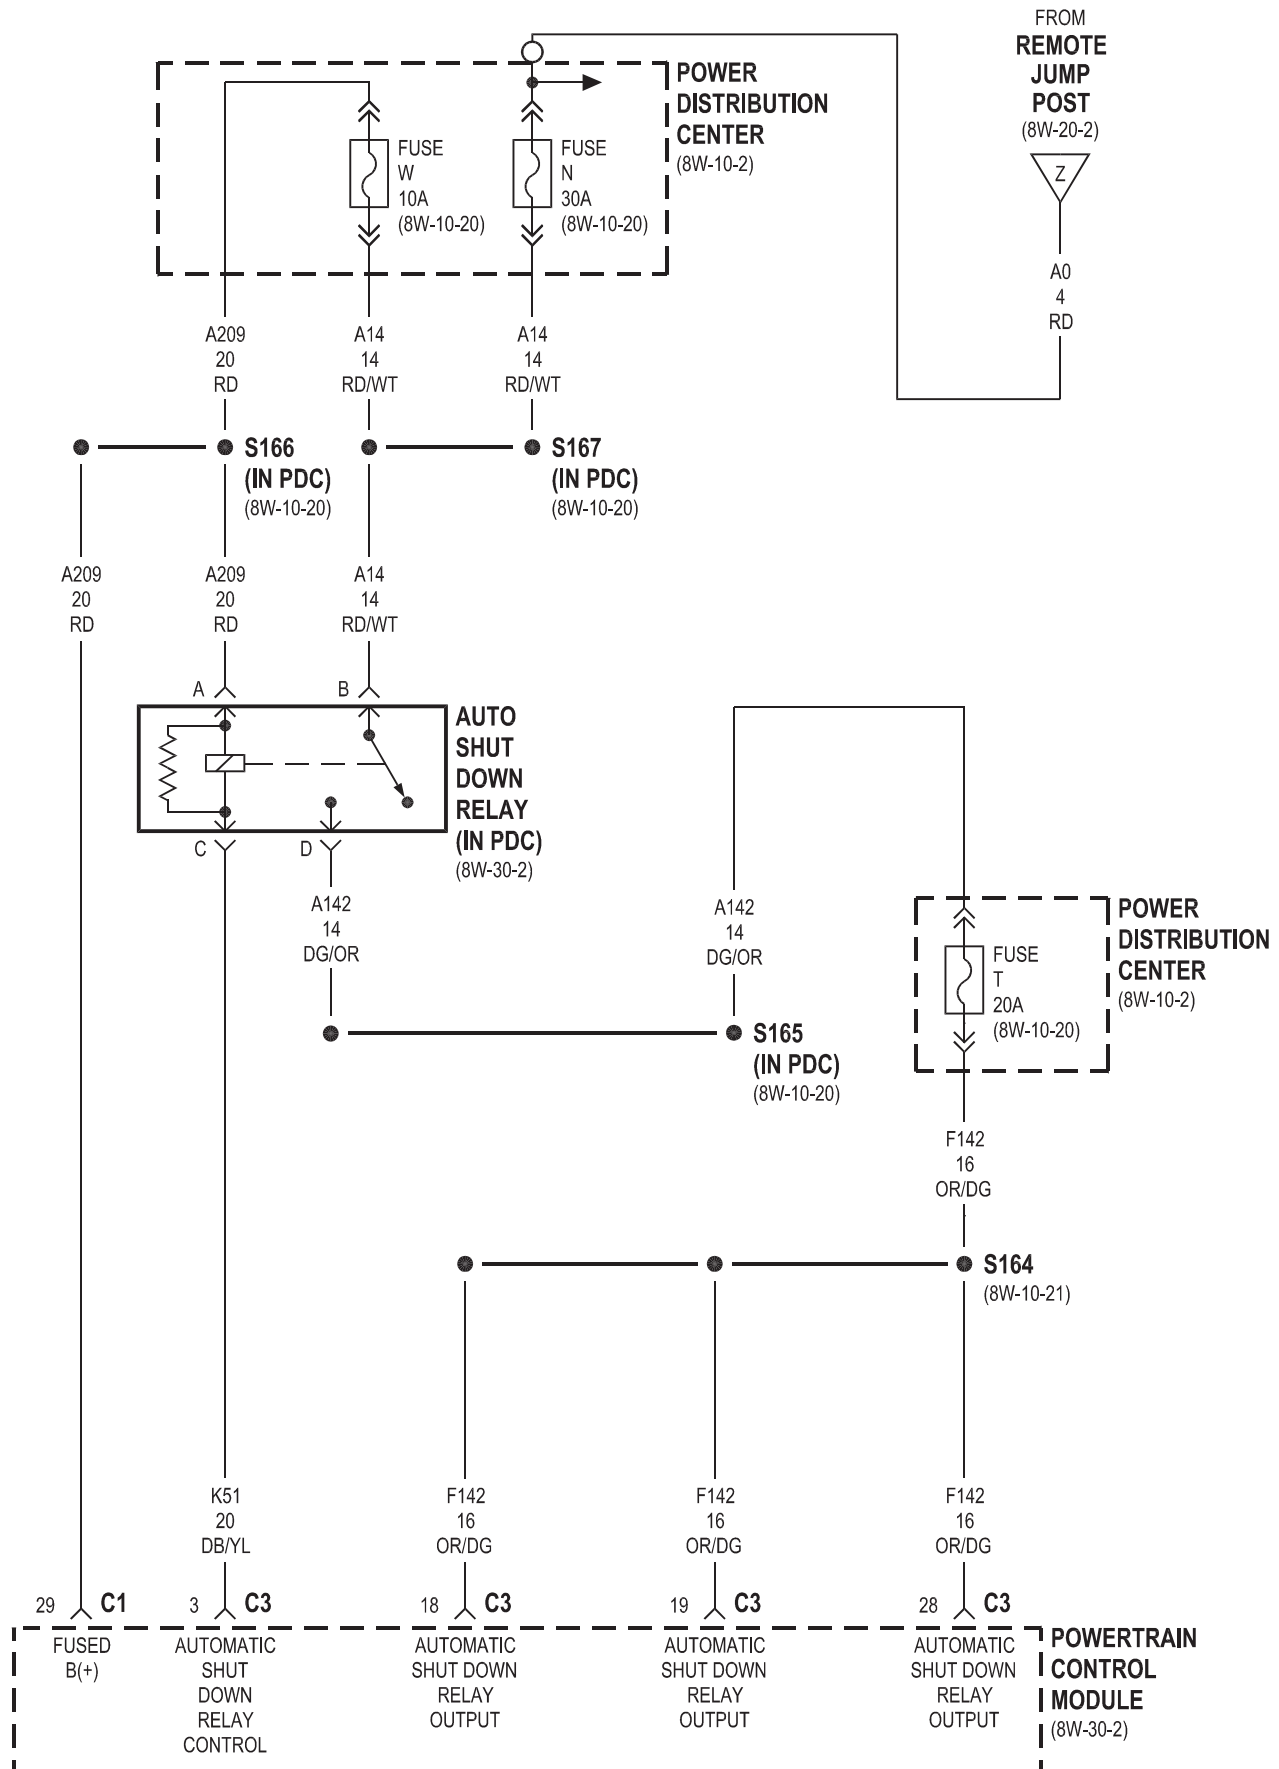 FROM
REMOTE
JUMP
POST
(8W-20-2)
Z
A0
4
RD
POWER
DISTRIBUTION
CENTER
(8W-10-2)
FUSE
W
10A
(8W-10-20)
FUSE
N
30A
(8W-10-20)
A209
20
RD
A14
14
RD/WT
A14
14
RD/WT
S166
(IN PDC)
(8W-10-20)
S167
(IN PDC)
(8W-10-20)
A209
20
RD
A209
20
RD
A14
14
RD/WT
A
B
AUTO
SHUT
DOWN
RELAY
(IN PDC)
(8W-30-2)
C
D
A142
14
DG/OR
A142
14
DG/OR
POWER
DISTRIBUTION
CENTER
(8W-10-2)
FUSE
T
20A
(8W-10-20)
S165
(IN PDC)
(8W-10-20)
F142
16
OR/DG
S164
(8W-10-21)
K51
20
DB/YL
F142
16
OR/DG
F142
16
OR/DG
F142
16
OR/DG
29 C1
3 C3
18 C3
19 C3
28 C3
FUSED
B(+)
AUTOMATIC
SHUT
DOWN
RELAY
CONTROL
AUTOMATIC
SHUT DOWN
RELAY
OUTPUT
AUTOMATIC
SHUT DOWN
RELAY
OUTPUT
AUTOMATIC
SHUT DOWN
RELAY
OUTPUT
POWERTRAIN
CONTROL
MODULE
(8W-30-2)